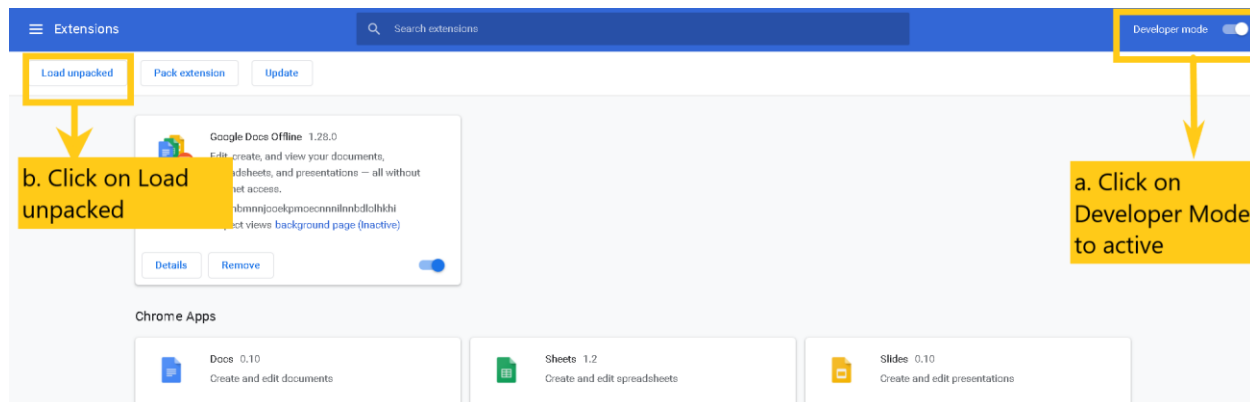 Extensions
Search extensions
Developer mode
Load unpacked
Pack extension
Update
Google Docs Offline 1.28.0
Edit, create, and view your documents,
and presentations — all without
access.
views background page (Inactive)
Details
Remove
b. Click on Load
unpacked
a. Click on
Developer Mode
to active
Chrome Apps
Docs 0.10
Create and edit documents
Sheets 1.2
Create and edit spreadsheets
Slides 0.10
Create and edit presentations